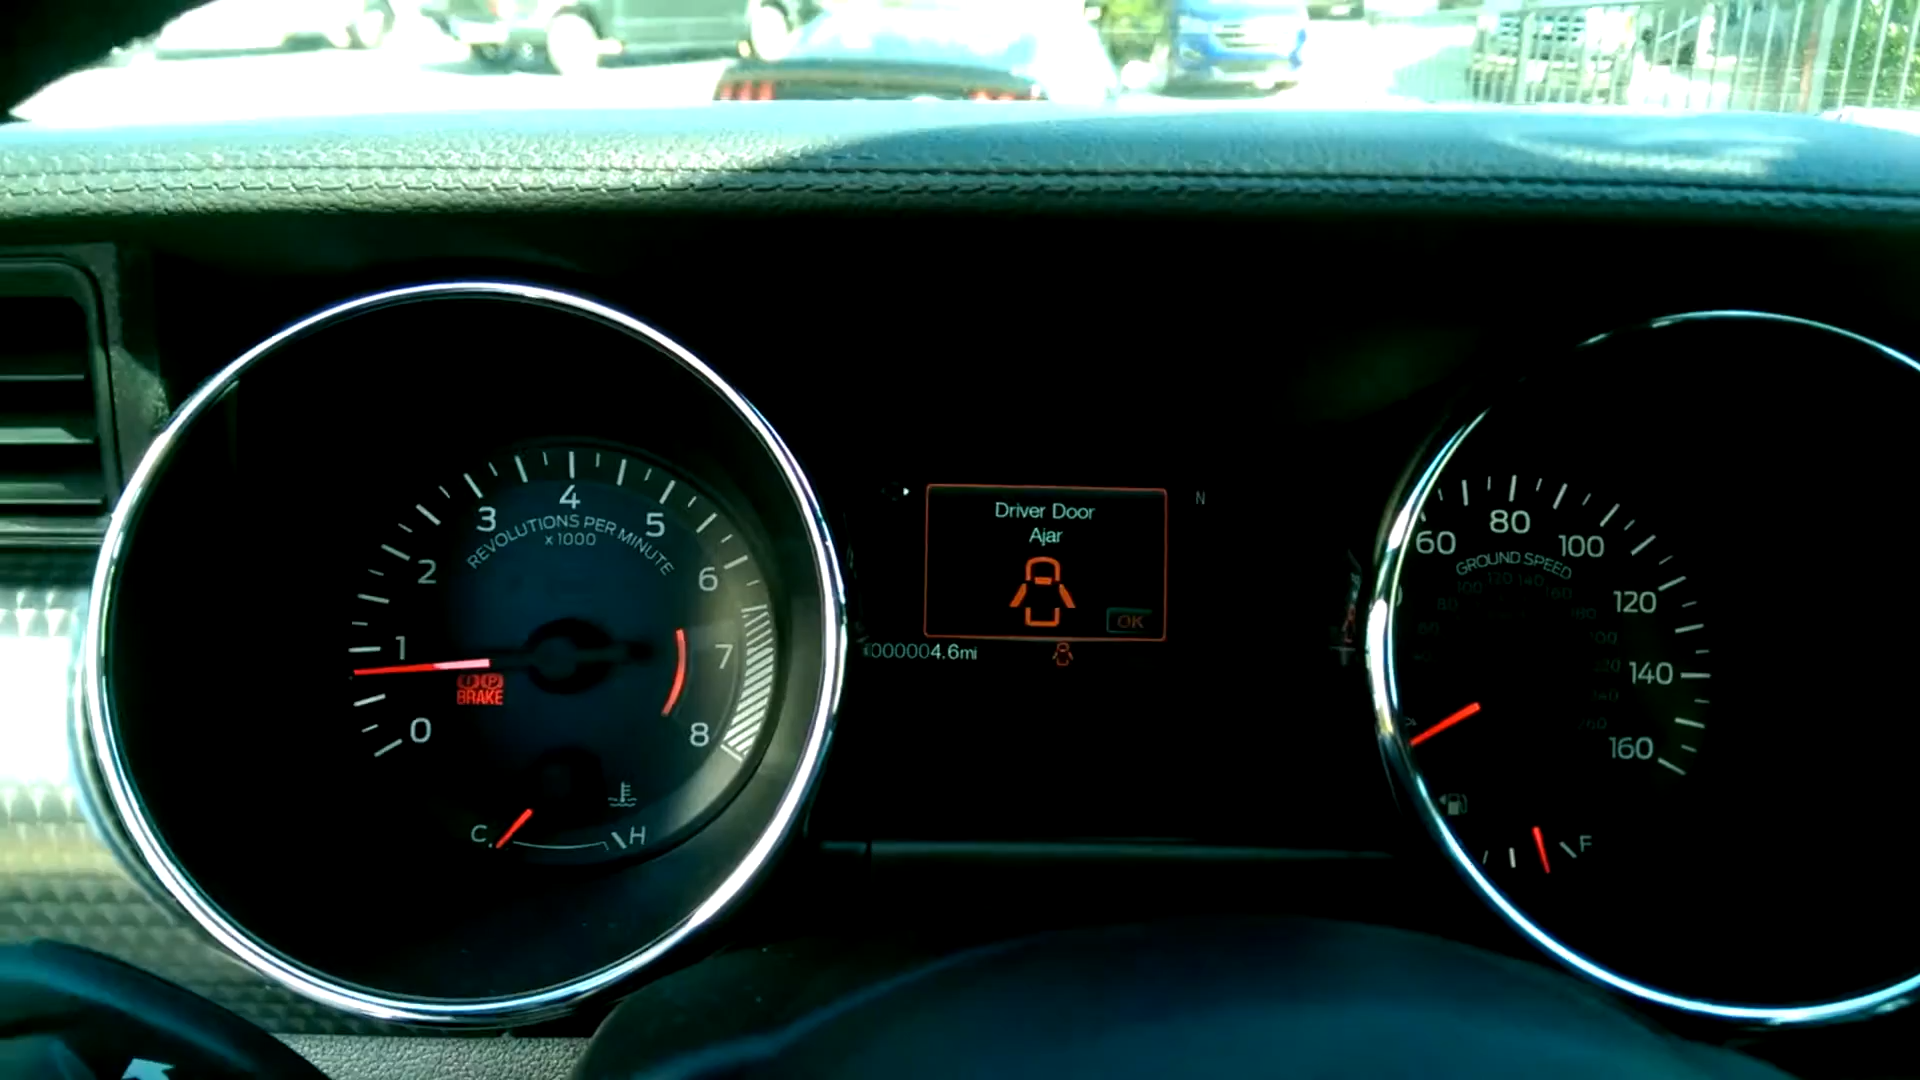 4
3
5
REVOLUTIONS PER MINUTE
x1000
2
6
1
7
(!) (P)
BRAKE
0
8
C
H
Driver Door
Ajar
OK
000004.6mi
N
80
60
100
GROUND SPEED
120
140
160
F